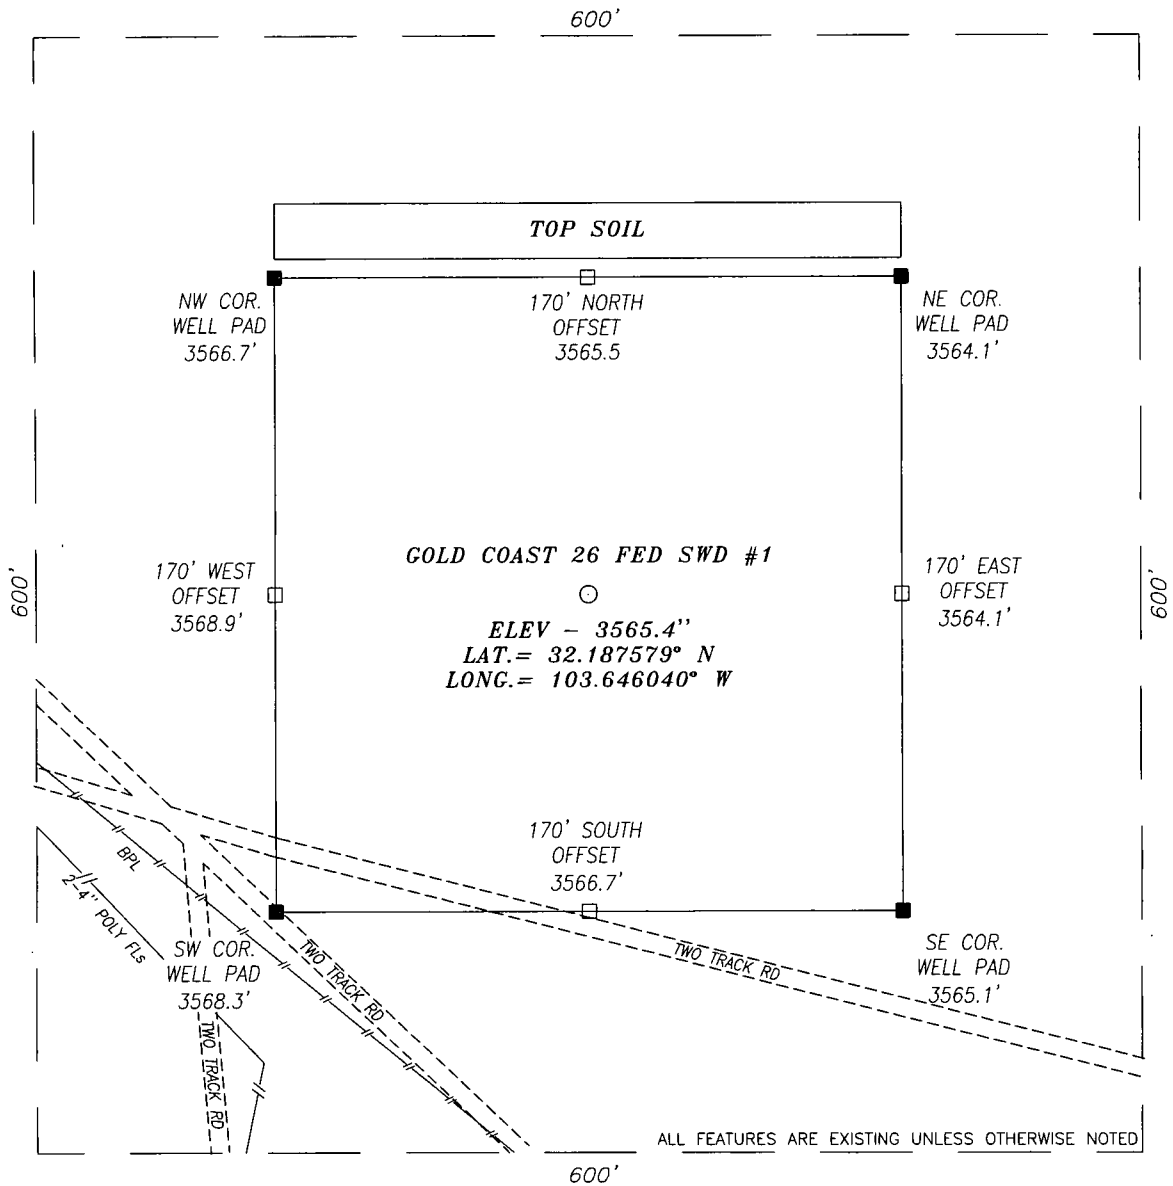 600'
TOP SOIL
NW COR.
WELL PAD
3566.7'
170' NORTH
OFFSET
3565.5
NE COR.
WELL PAD
3564.1'
600'
170' WEST
OFFSET
3568.9'
GOLD COAST 26 FED SWD #1
ELEV - 3565.4''
LAT.= 32.187579° N
LONG.= 103.646040° W
170' EAST
OFFSET
3564.1'
600'
170' SOUTH
OFFSET
3566.7'
BPL
2-4" POLY FLs
SW COR.
WELL PAD
3568.3'
TWO TRACK RD
TWO TRACK RD
TWO TRACK RD
SE COR.
WELL PAD
3565.1'
ALL FEATURES ARE EXISTING UNLESS OTHERWISE NOTED
600'